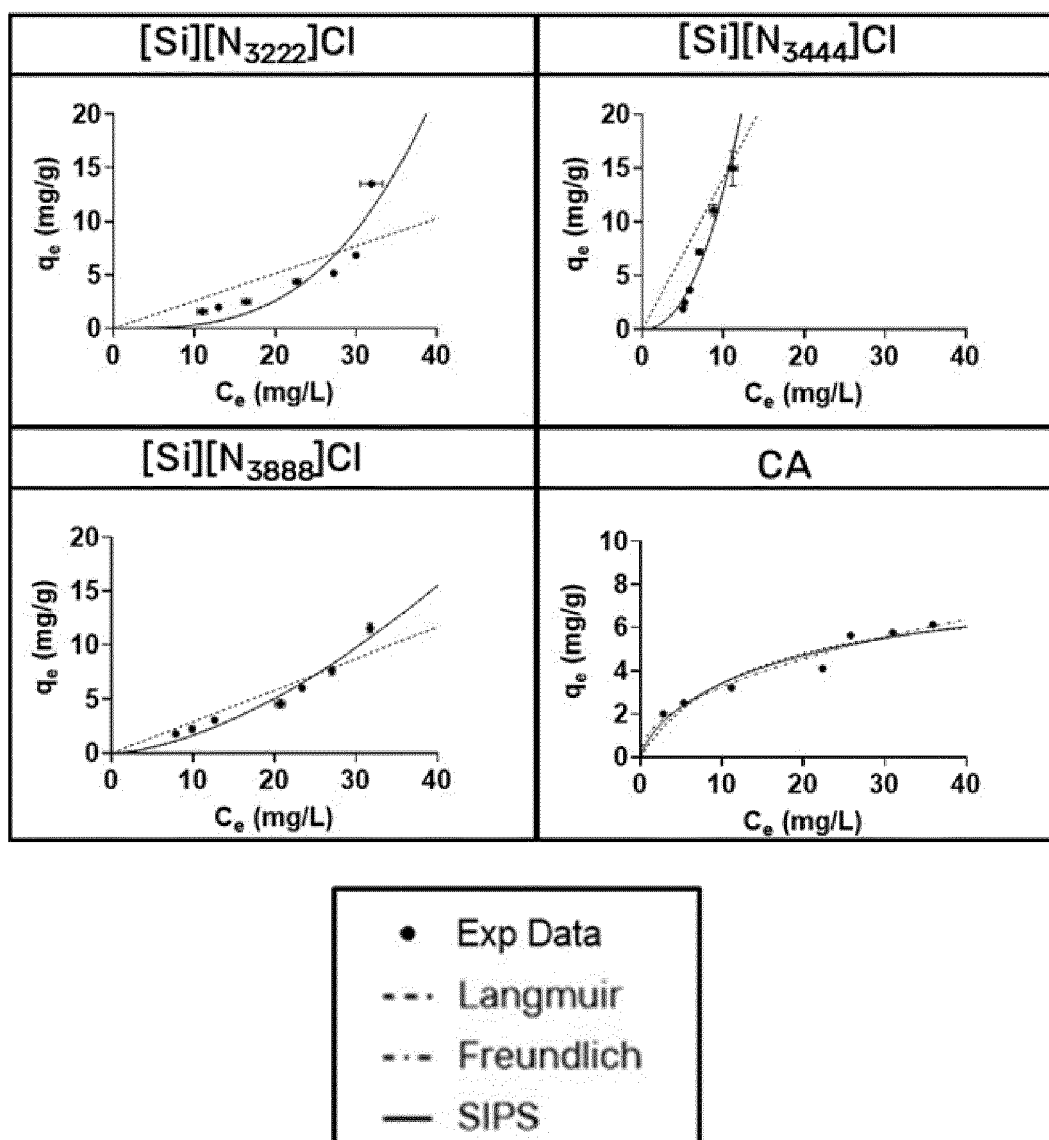 [Si][N3222]Cl
[Si][N3444]Cl
20
15
10
5
0
qe (mg/g)
0 10 20 30 40
Ce (mg/L)
20
15
10
5
0
qe (mg/g)
0 10 20 30 40
Ce (mg/L)
[Si][N3888]Cl
CA
20
15
10
5
0
qe (mg/g)
0 10 20 30 40
Ce (mg/L)
10
8
6
4
2
0
qe (mg/g)
0 10 20 30 40
Ce (mg/L)
Exp Data
Langmuir
Freundlich
SIPS